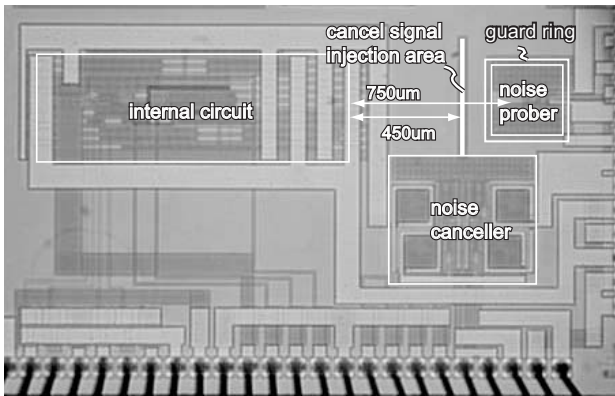 cancel signal
injection area
guard ring
noise
prober
internal circuit
750um
450um
noise
canceller